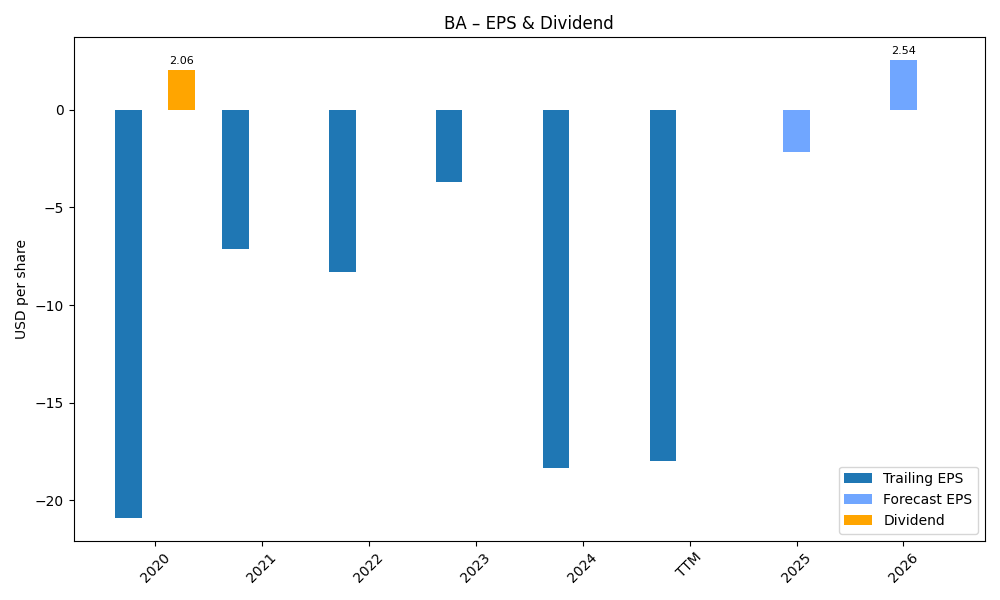 BA – EPS & Dividend
2.06
2.54
USD per share
0
−5
−10
−15
−20
2020
2021
2022
2023
2024
TTM
2025
2026
Trailing EPS
Forecast EPS
Dividend